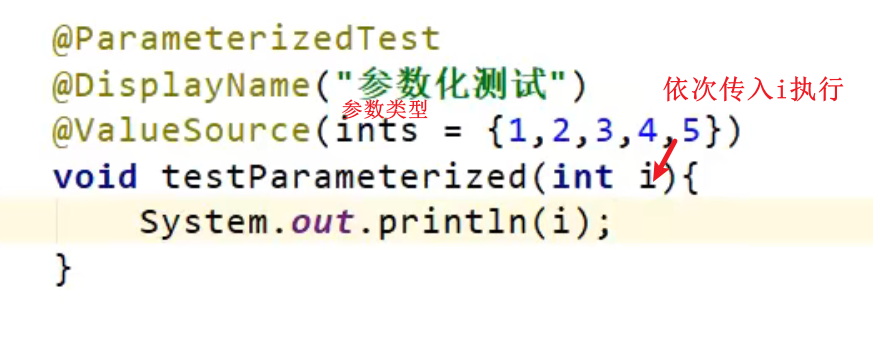 @ParameterizedTest
@DisplayName("参数化测试")
依次传入i执行
参数类型
@ValueSource(ints = {1,2,3,4,5})
void testParameterized(int i){
System.out.println(i);
}